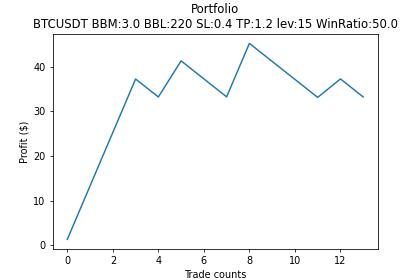 Portfolio
BTCUSDT BBM:3.0 BBL:220 SL:0.4 TP:1.2 lev:15 WinRatio:50.0
Profit ($)
40
30
20
10
0
0 2 4 6 8 10 12
Trade counts